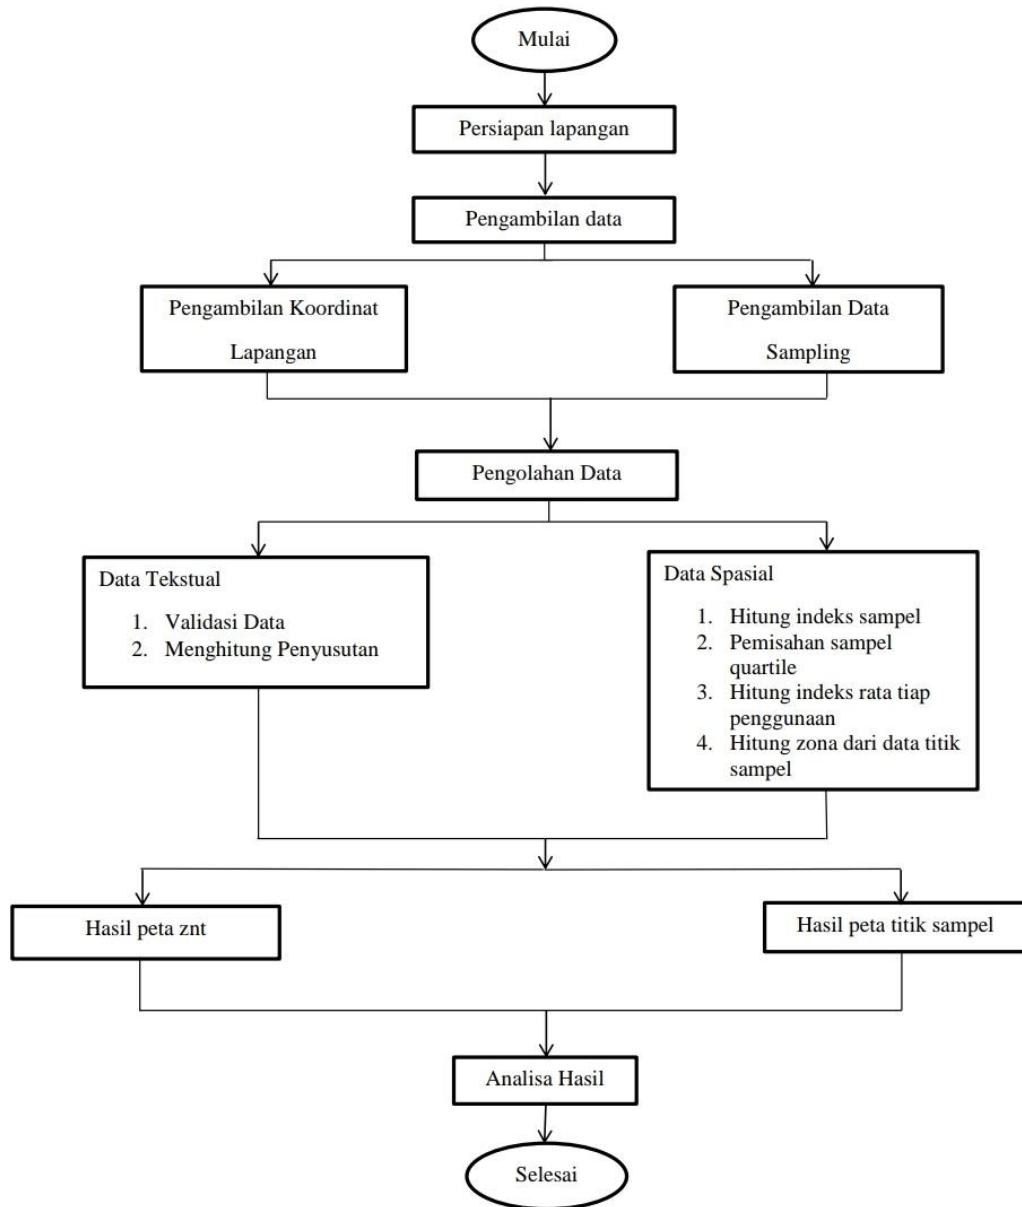 Mulai
Persiapan lapangan
Pengambilan data
Pengambilan Koordinat
Lapangan
Pengambilan Data
Sampling
Pengolahan Data
Data Tekstual
1. Validasi Data
2. Menghitung Penyusutan
Data Spasial
1. Hitung indeks sampel
2. Pemisahan sampel
quartile
3. Hitung indeks rata tiap
penggunaan
4. Hitung zona dari data titik
sampel
Hasil peta znt
Hasil peta titik sampel
Analisa Hasil
Selesai